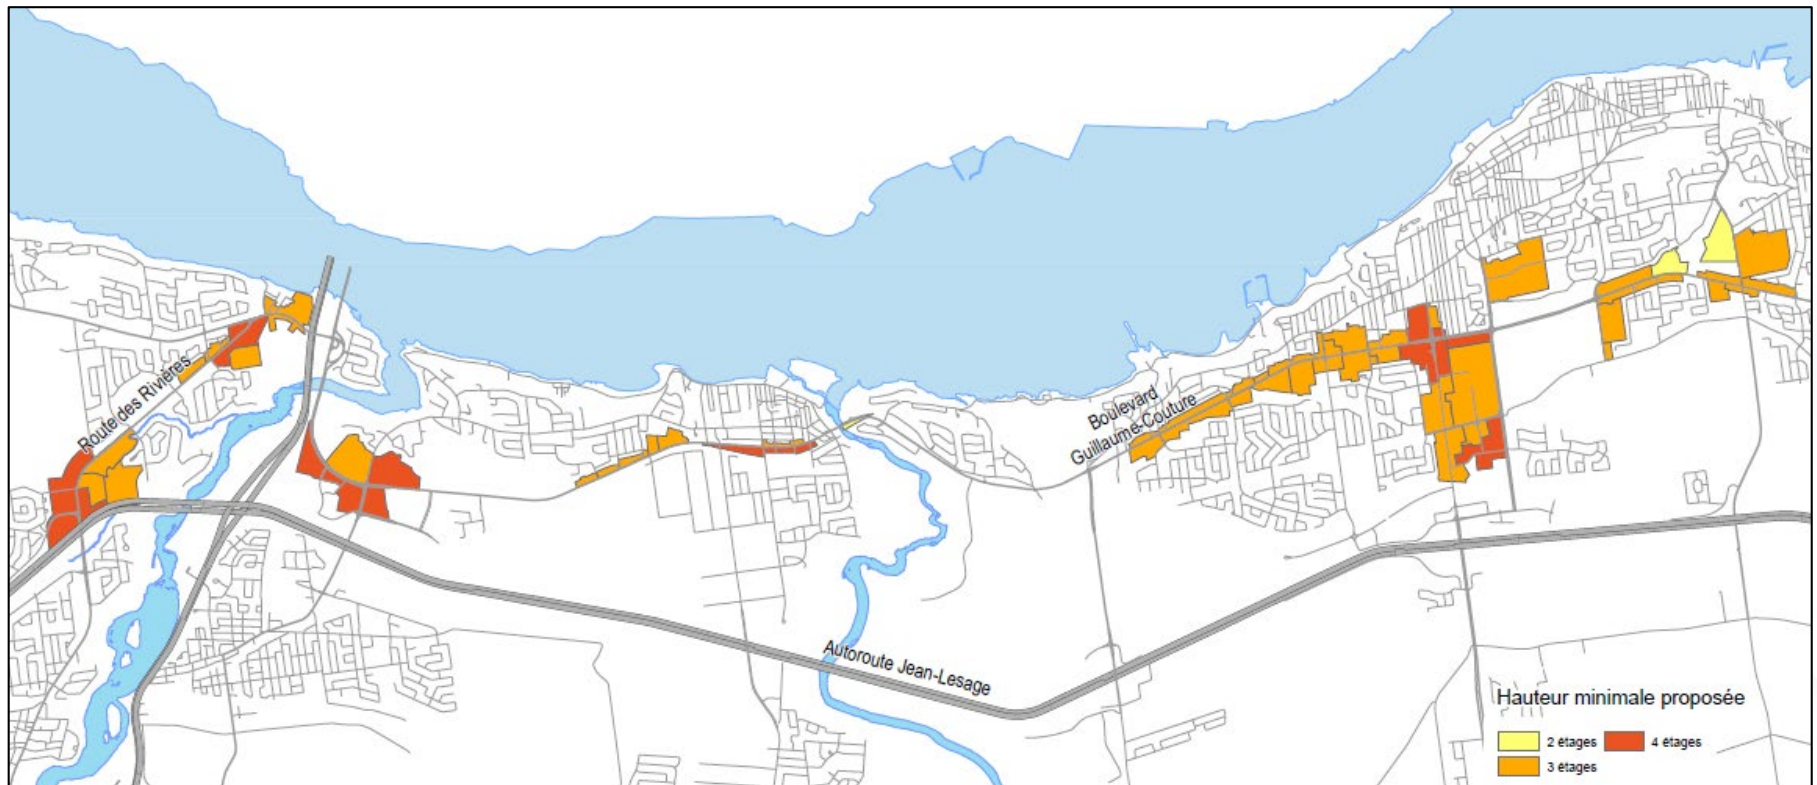 Route des Rivières
Boulevard
Guillaume-Couture
Autoroute Jean-Lesage
Hauteur minimale proposée
2 étages
4 étages
3 étages